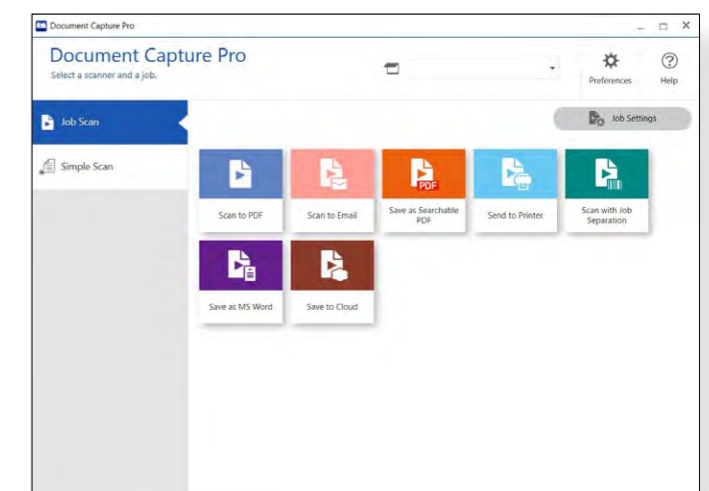 Document Capture Pro
Document Capture Pro
Select a scanner and a job.
Preferences
Help
Job Scan
Job Settings
Simple Scan
Scan to PDF
Scan to Email
PDF
Save as Searchable
PDF
Send to Printer
Scan with Job
Separation
Save as MS Word
Save to Cloud